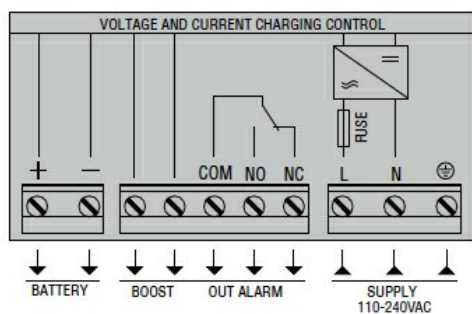 VOLTAGE AND CURRENT CHARGING CONTROL
FUSE
+ − COM NO NC L N
BATTERY BOOST OUT ALARM SUPPLY
110-240VAC